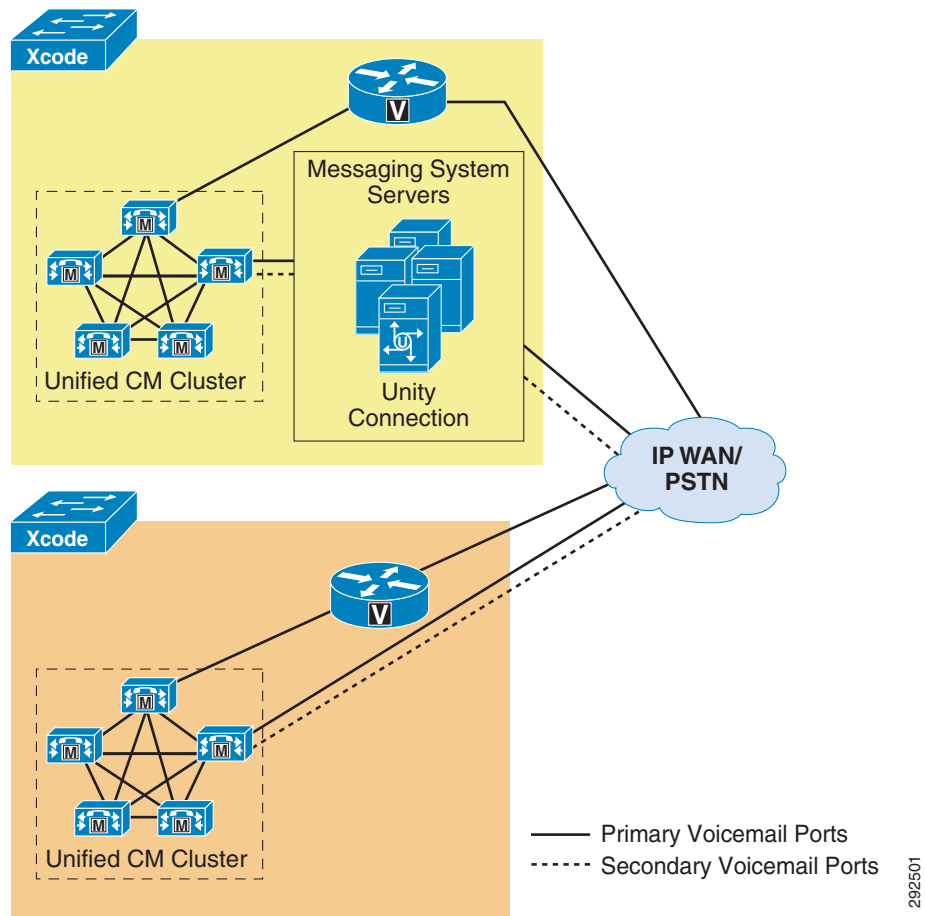 Xcode
V
Messaging System
Servers
M
M
M
M
M
U
Unified CM Cluster
Unity
Connection
IP WAN/
PSTN
Xcode
V
M
M
M
M
M
Unified CM Cluster
Primary Voicemail Ports
Secondary Voicemail Ports
292501